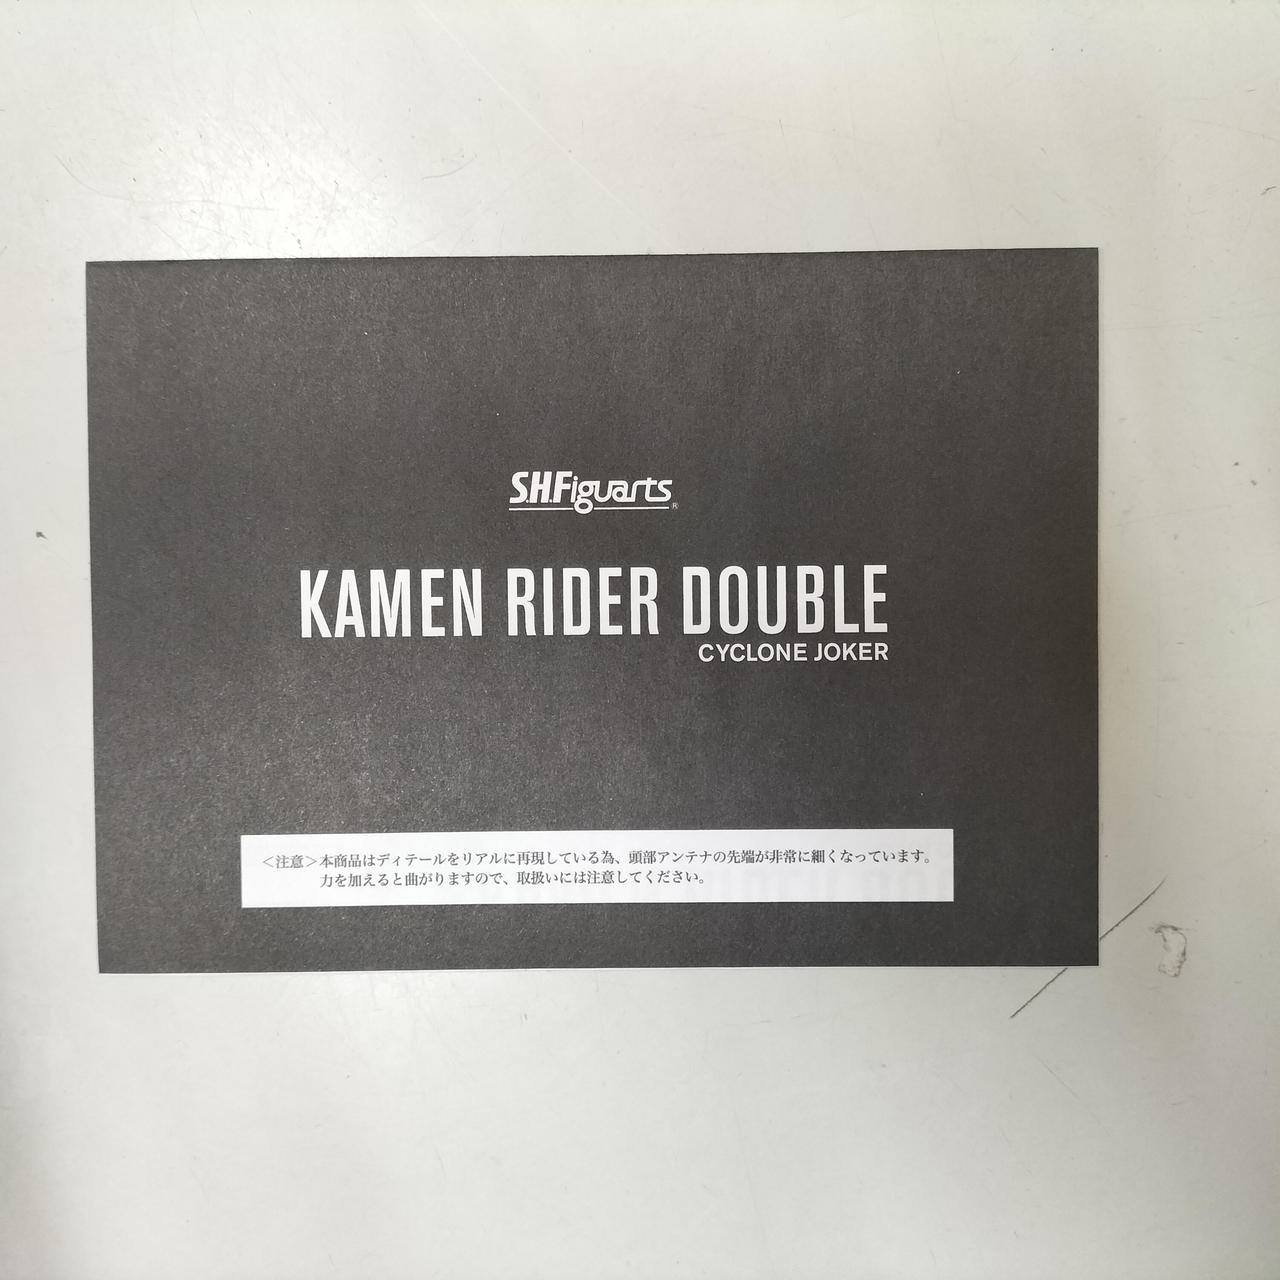 S.H.Figuarts®
KAMEN RIDER DOUBLE
CYCLONE JOKER
＜注意＞本商品はディテールをリアルに再現している為、頭部アンテナの先端が非常に細くなっています。
力を加えると曲がりますので、取扱いには注意してください。